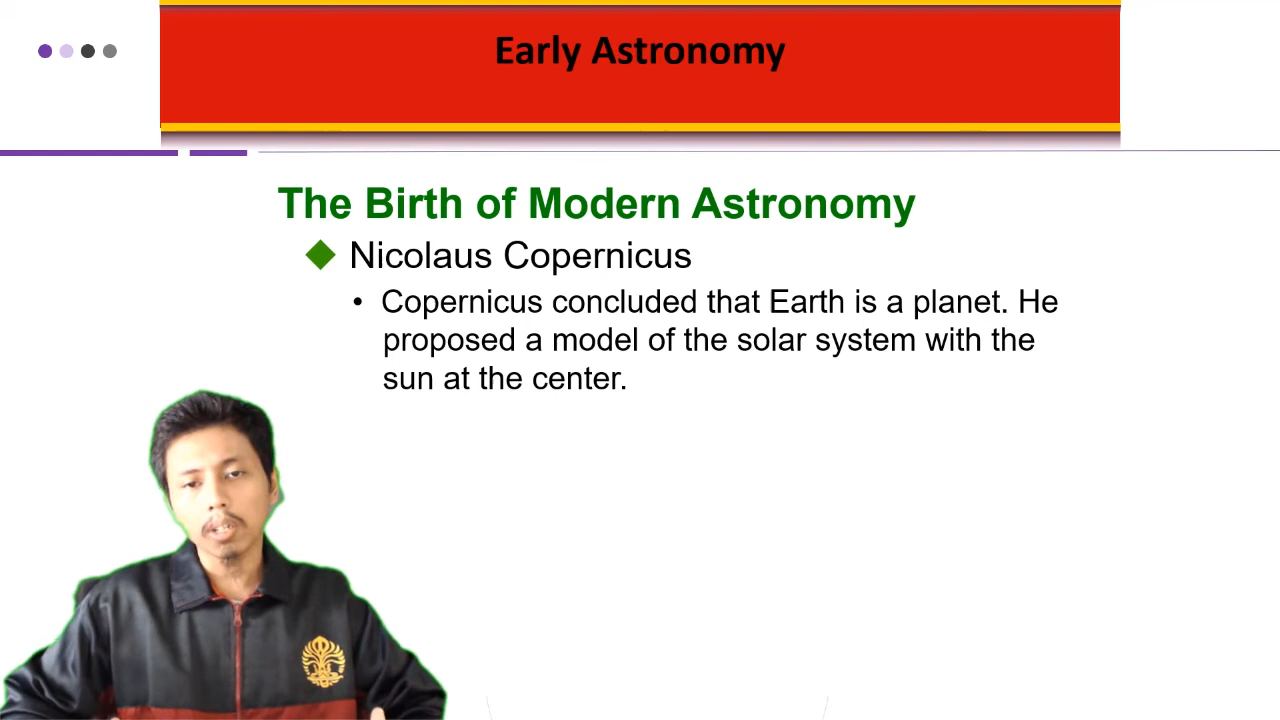 Early Astronomy
The Birth of Modern Astronomy
Nicolaus Copernicus
• Copernicus concluded that Earth is a planet. He
proposed a model of the solar system with the
sun at the center.